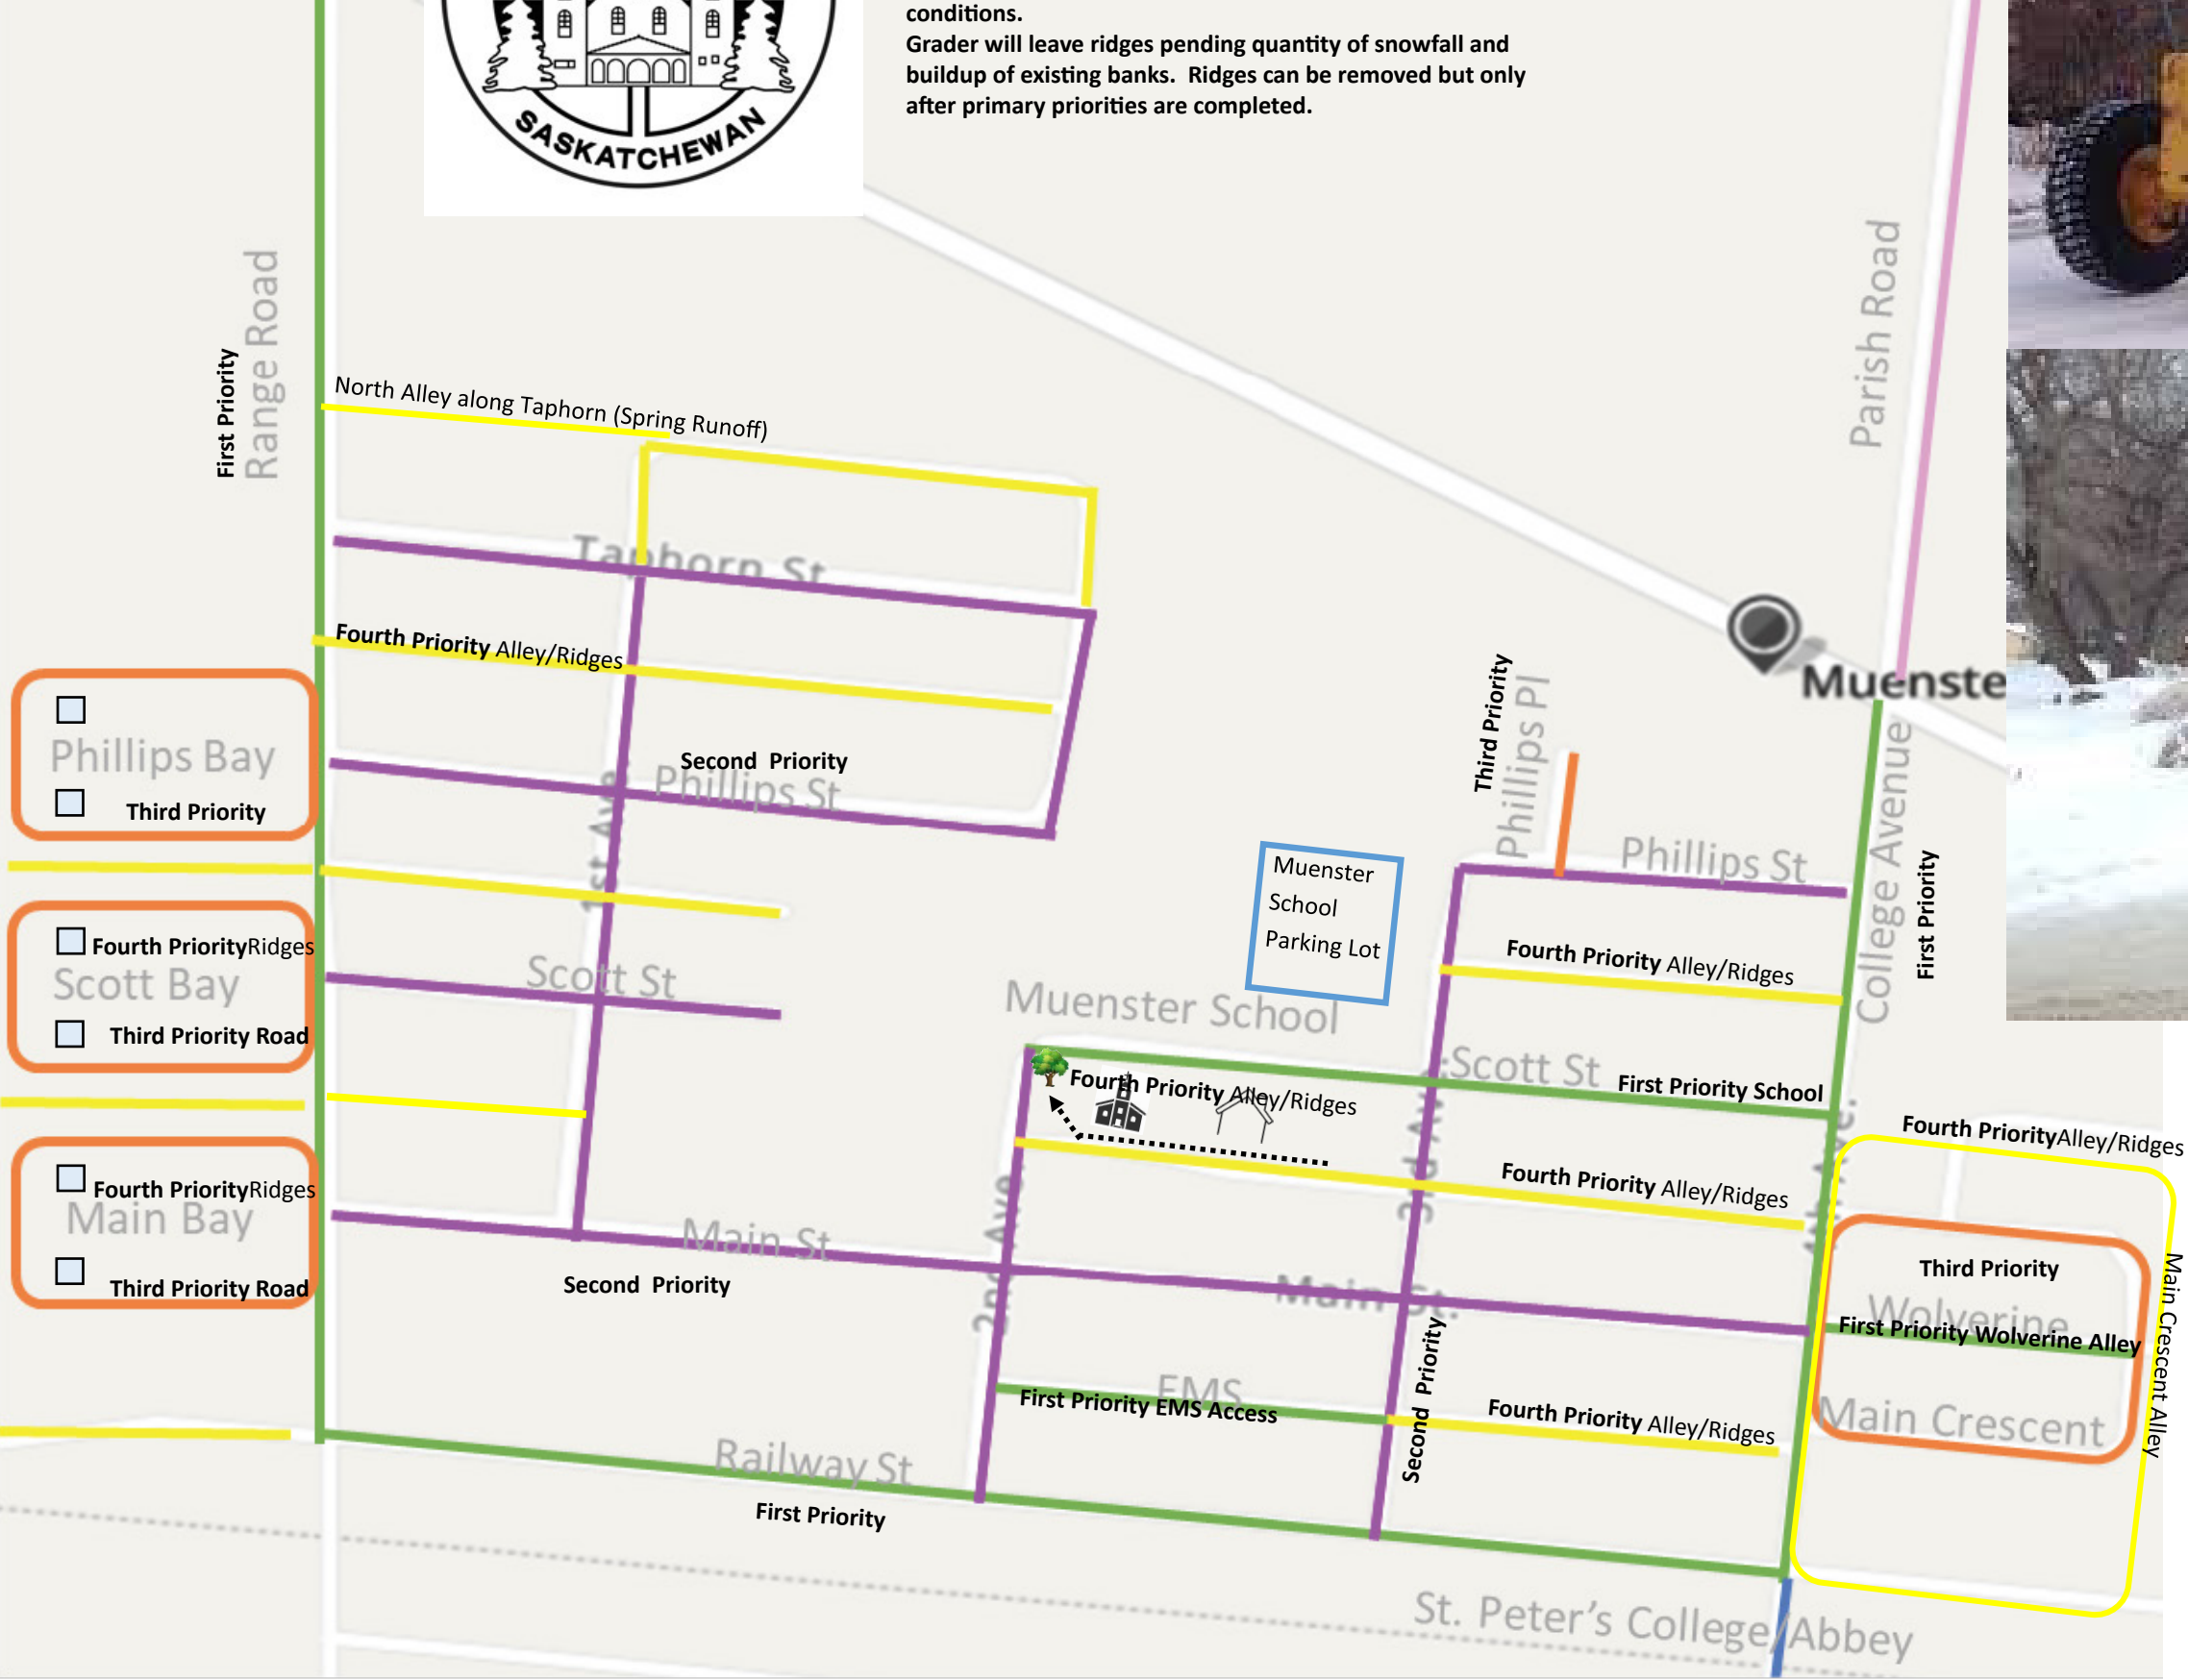 conditions.
Grader will leave ridges pending quantity of snowfall and
buildup of existing banks.  Ridges can be removed but only
after primary priorities are completed.
SASKATCHEWAN
First Priority
Range Road
Parish Road
North Alley along Taphorn (Spring Runoff)
Taphorn St
Fourth Priority Alley/Ridges
Muenste
Phillips Bay
Third Priority
Second  Priority
Phillips St
1st Ave
Third Priority
Phillips Pl
Phillips St
College Avenue
First Priority
Muenster
School
Parking Lot
Fourth PriorityRidges
Scott Bay
Third Priority Road
Scott St
Fourth Priority Alley/Ridges
Muenster School
Scott St
First Priority School
Fourth Priority Alley/Ridges
3rd Ave.
4th Ave.
Fourth PriorityAlley/Ridges
Fourth Priority Alley/Ridges
Fourth PriorityRidges
Main Bay
Third Priority Road
Main St
Second  Priority
2nd Ave
Main St.
Third Priority
Wolverine
First Priority Wolverine Alley
Main Crescent
Main Crescent Alley
EMS
First Priority EMS Access
Second  Priority
Fourth Priority Alley/Ridges
Railway St
First Priority
St. Peter’s College/Abbey